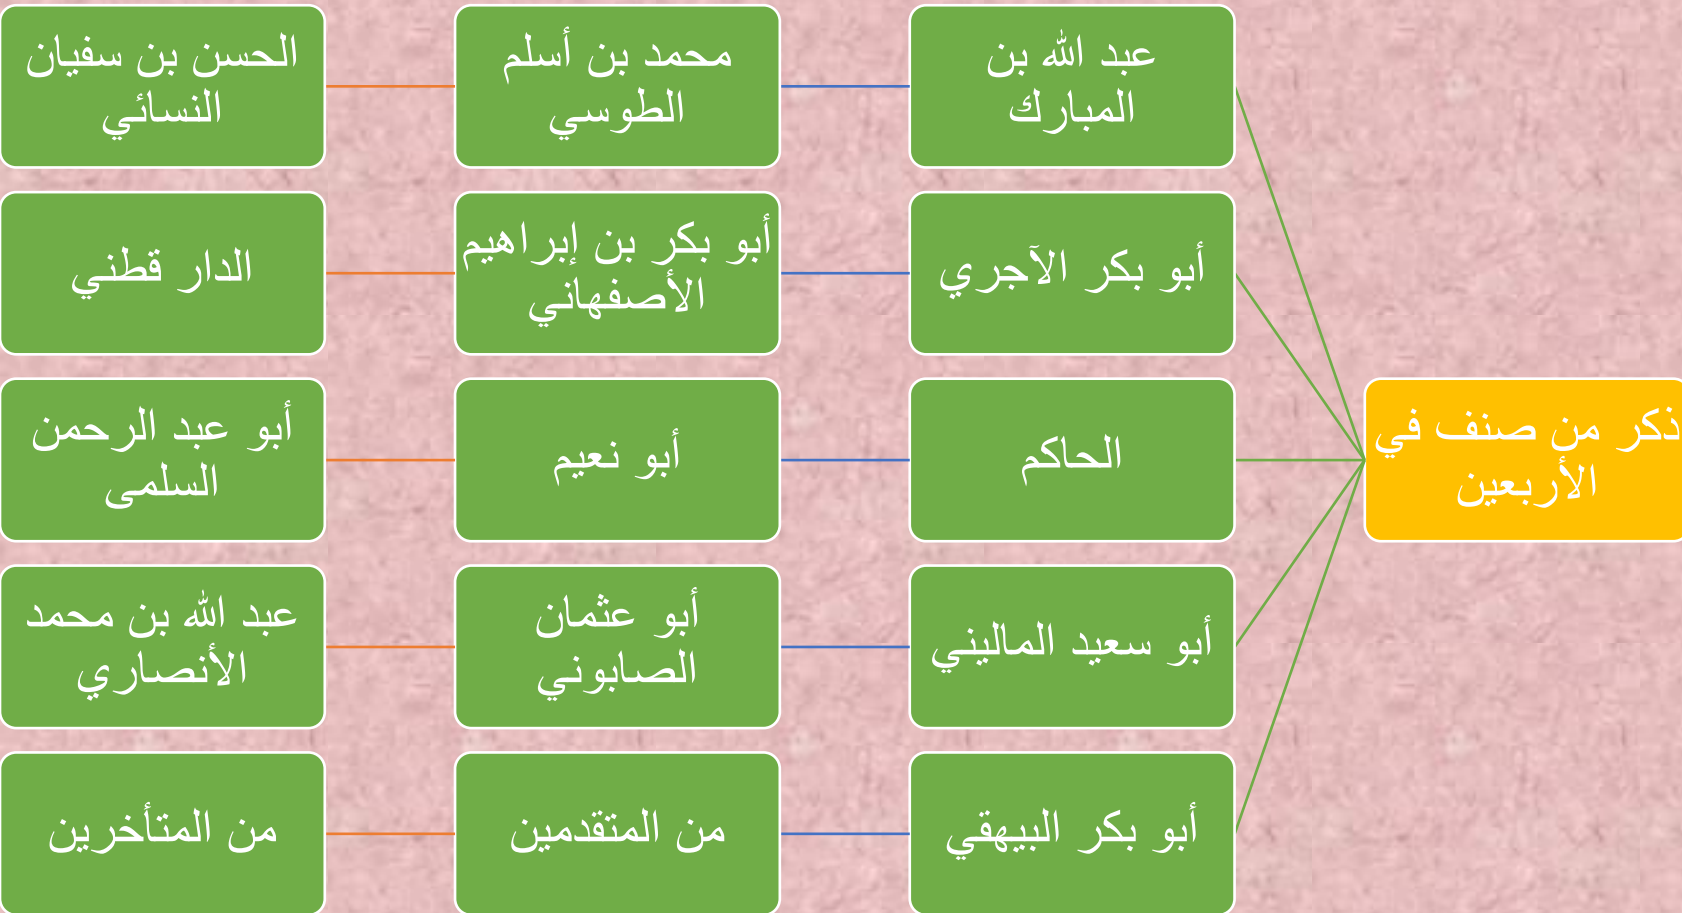 ذكر من صنف في
الأربعين
عبد الله بن
المبارك
محمد بن أسلم
الطوسي
الحسن بن سفيان
النسائي
أبو بكر الآجري
أبو بكر بن إبراهيم
الأصفهاني
الدار قطني
الحاكم
أبو نعيم
أبو عبد الرحمن
السلمى
أبو سعيد الماليني
أبو عثمان
الصابوني
عبد الله بن محمد
الأنصاري
أبو بكر البيهقي
من المتقدمين
من المتأخرين